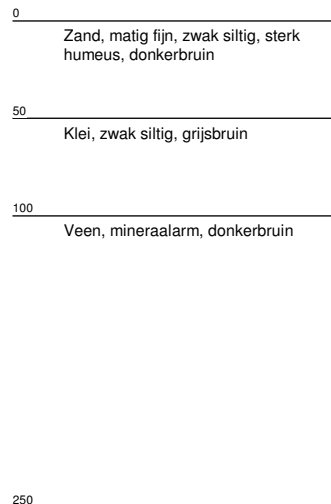 0
Zand, matig fijn, zwak siltig, sterk
humeus, donkerbruin
50
Klei, zwak siltig, grijsbruin
100
Veen, mineraalarm, donkerbruin
250